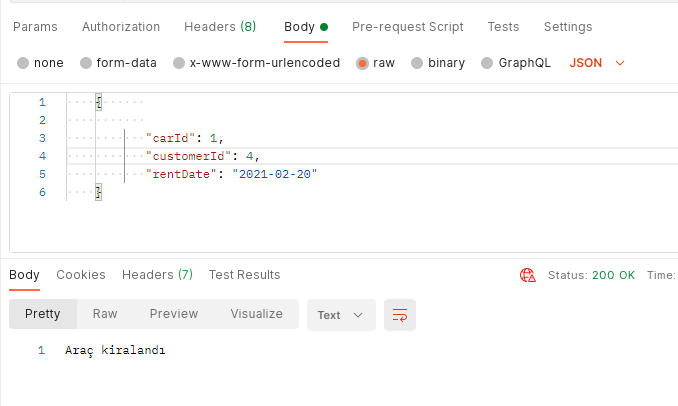 Params Authorization Headers (8) Body Pre-request Script Tests Settings
none form-data x-www-form-urlencoded raw binary GraphQL JSON
1 {
2
3 "carId": 1,
4 "customerId": 4,
5 "rentDate": "2021-02-20"
6 }
Body Cookies Headers (7) Test Results Status: 200 OK Time:
Pretty Raw Preview Visualize Text
1 Araç kiralandı